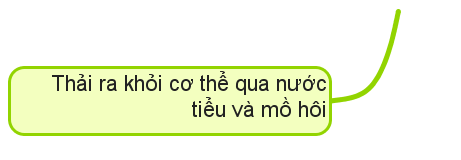 Thải ra khỏi cơ thể qua nước
tiểu và mồ hôi